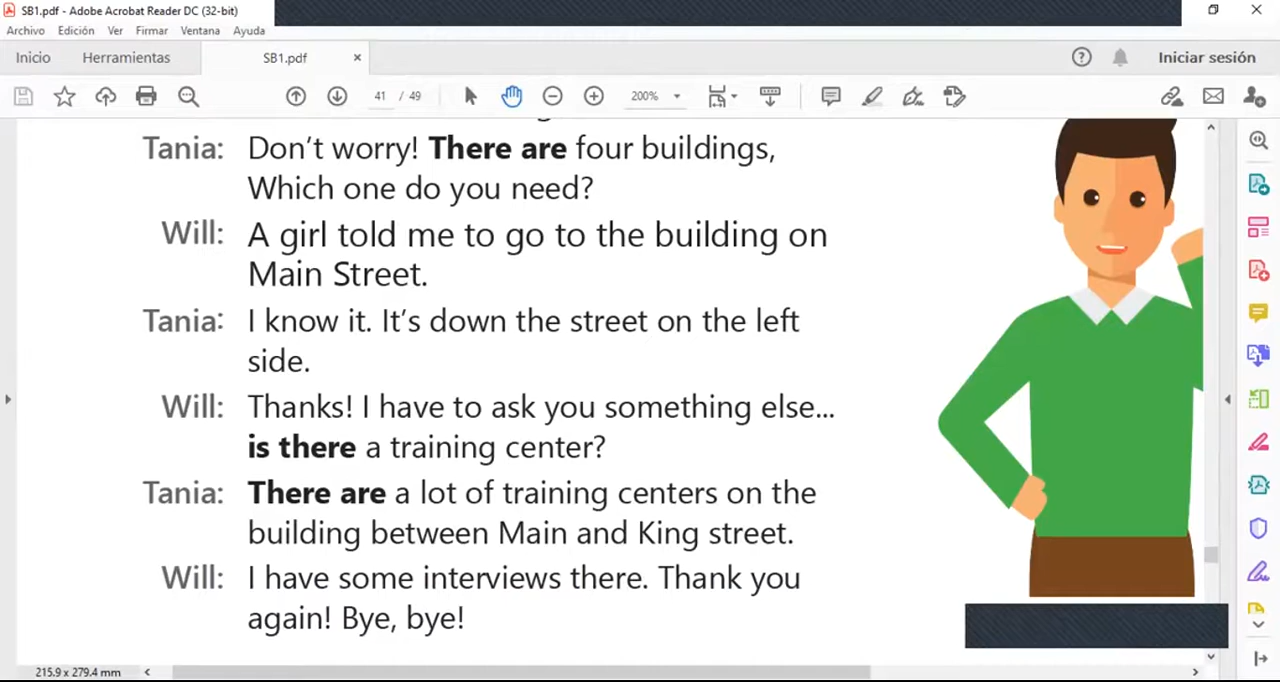 SB1.pdf - Adobe Acrobat Reader DC (32-bit)
Archivo Edición Ver Firmar Ventana Ayuda
Inicio Herramientas SB1.pdf × Iniciar sesión
41 / 49 200%
Tania: Don't worry! There are four buildings,
Which one do you need?
Will: A girl told me to go to the building on
Main Street.
Tania: I know it. It's down the street on the left
side.
Will: Thanks! I have to ask you something else...
is there a training center?
Tania: There are a lot of training centers on the
building between Main and King street.
Will: I have some interviews there. Thank you
again! Bye, bye!
215.9 x 279.4 mm